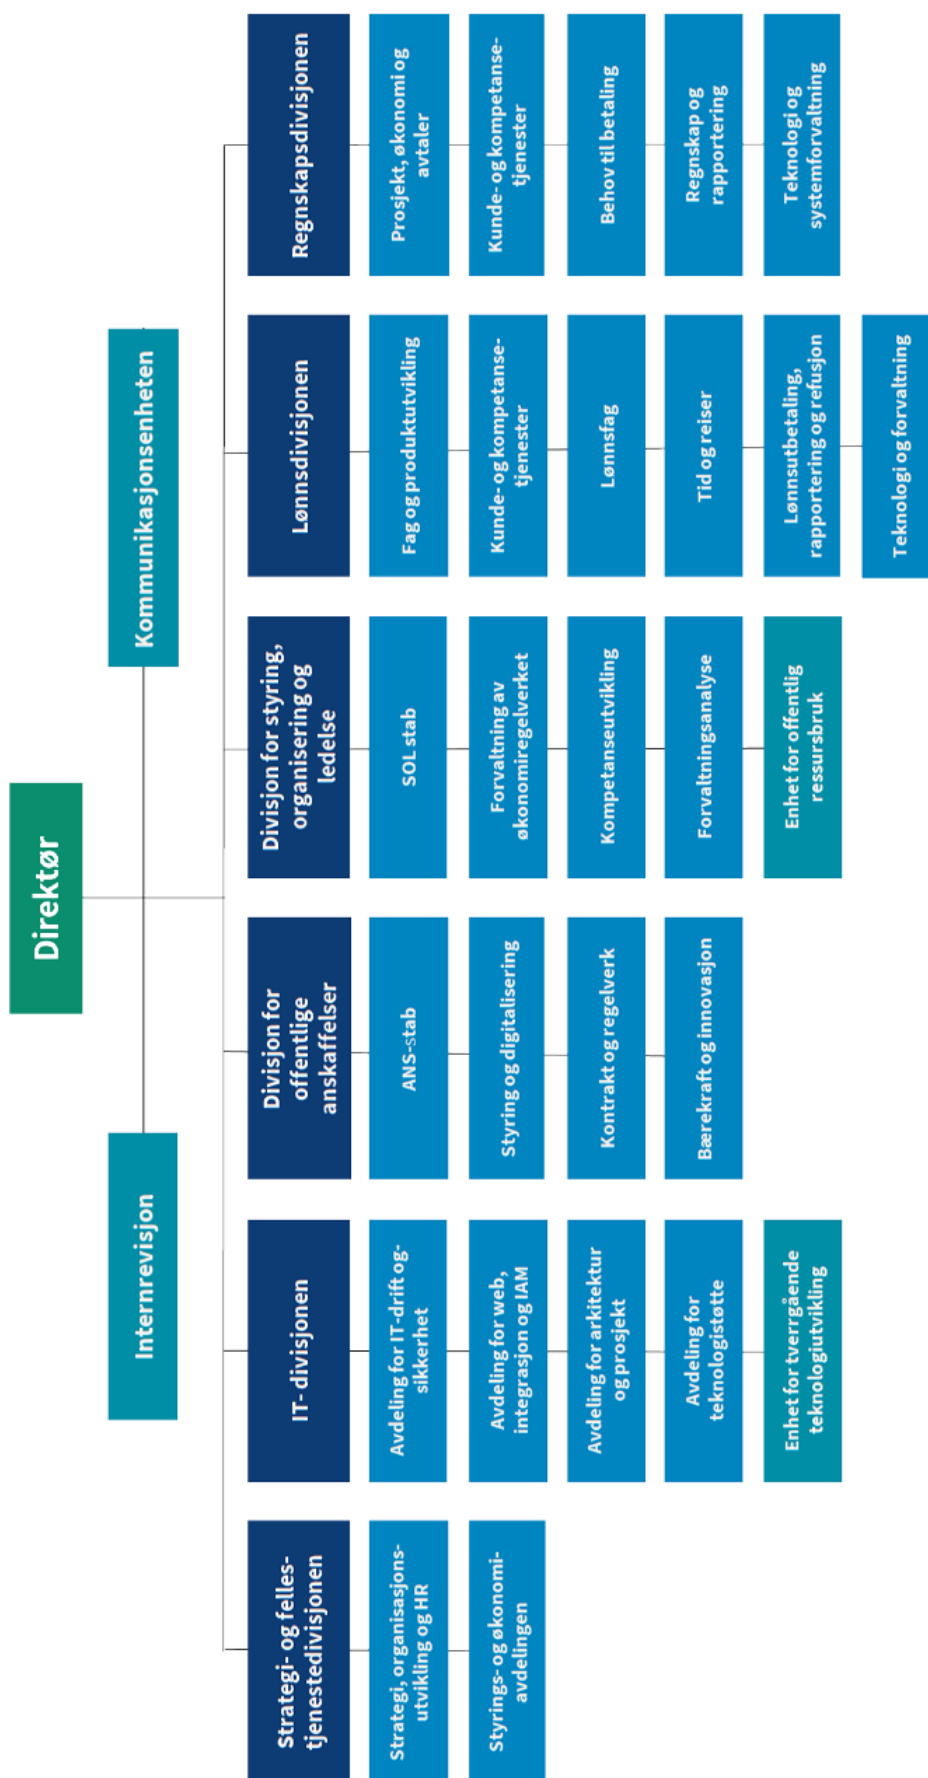 Direktør
Internrevisjon
Kommunikasjonsenheten
Strategi- og felles-
tjenestedivisjonen
Strategi, organisasjons-
utvikling og HR
Styrings- og økonomi-
avdelingen
IT- divisjonen
Avdeling for IT-drift og-
sikkerhet
Avdeling for web,
integrasjon og IAM
Avdeling for arkitektur
og prosjekt
Avdeling for
teknologistøtte
Enhet for tverrgående
teknologiutvikling
Divisjon for
offentlige
anskaffelser
ANS-stab
Styring og digitalisering
Kontrakt og regelverk
Bærekraft og innovasjon
Divisjon for styring,
organisering og
ledelse
SOL stab
Forvaltning av
økonomiregelverket
Kompetanseutvikling
Forvaltningsanalyse
Enhet for offentlig
ressursbruk
Lønnsdivisjonen
Fag og produktutvikling
Kunde- og kompetanse-
tjenester
Lønnsfag
Tid og reiser
Lønnsutbetaling,
rapportering og refusjon
Teknologi og forvaltning
Regnskapsdivisjonen
Prosjekt, økonomi og
avtaler
Kunde- og kompetanse-
tjenester
Behov til betaling
Regnskap og
rapportering
Teknologi og
systemforvaltning